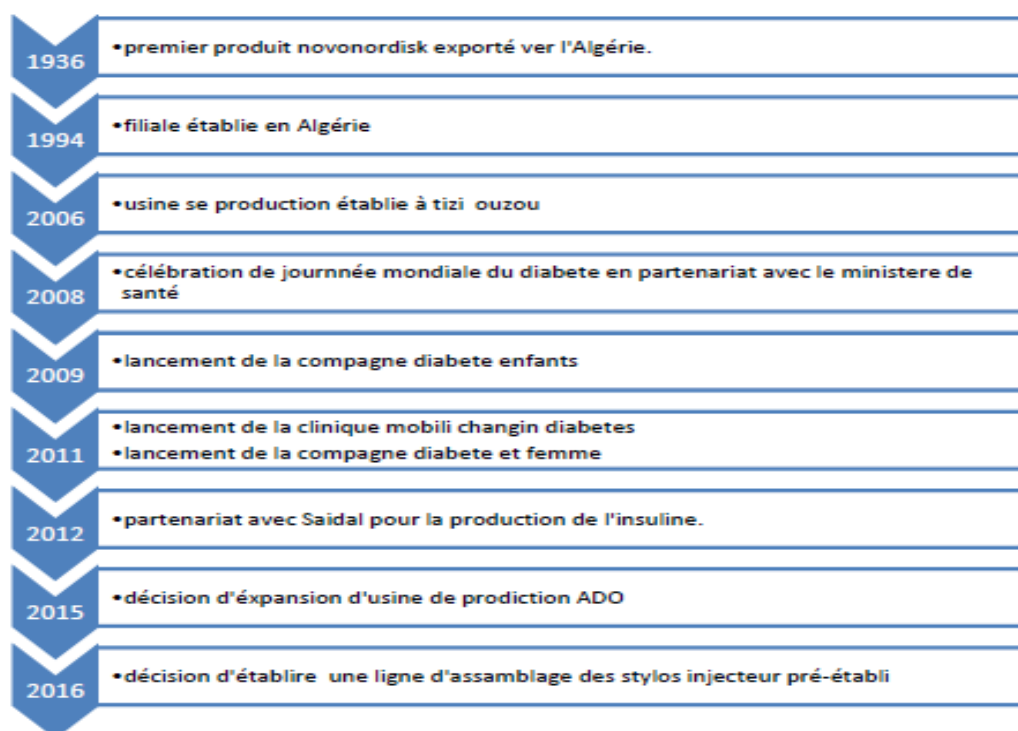 1936
•premier produit novonordisk exporté ver l'Algérie.
1994
•filiale établie en Algérie
2006
•usine se production établie à tizi ouzou
2008
•célébration de journnée mondiale du diabete en partenariat avec le ministere de
santé
2009
•lancement de la compagne diabete enfants
2011
•lancement de la clinique mobili changin diabetes
•lancement de la compagne diabete et femme
2012
•partenariat avec Saidal pour la production de l'insuline.
2015
•décision d'éxpansion d'usine de prodiction ADO
2016
•décision d'établire une ligne d'assamblage des stylos injecteur pré-établi